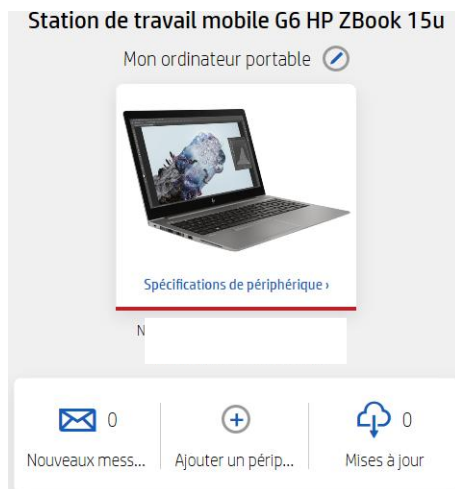 Station de travail mobile G6 HP ZBook 15u
Mon ordinateur portable
Spécifications de périphérique ›
N
0
0
Nouveaux mess...
Ajouter un périp...
Mises à jour